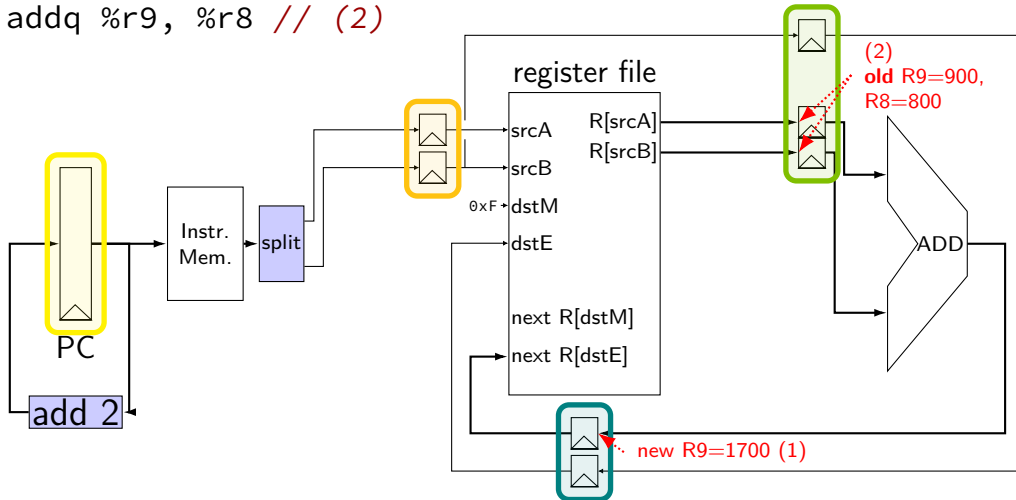 addq %r9, %r8 // (2)
(2)
old R9=900,
R8=800
register file
srcA
R[srcA]
srcB
R[srcB]
0xF
dstM
dstE
Instr.
Mem.
split
ADD
next R[dstM]
PC
next R[dstE]
add 2
new R9=1700 (1)